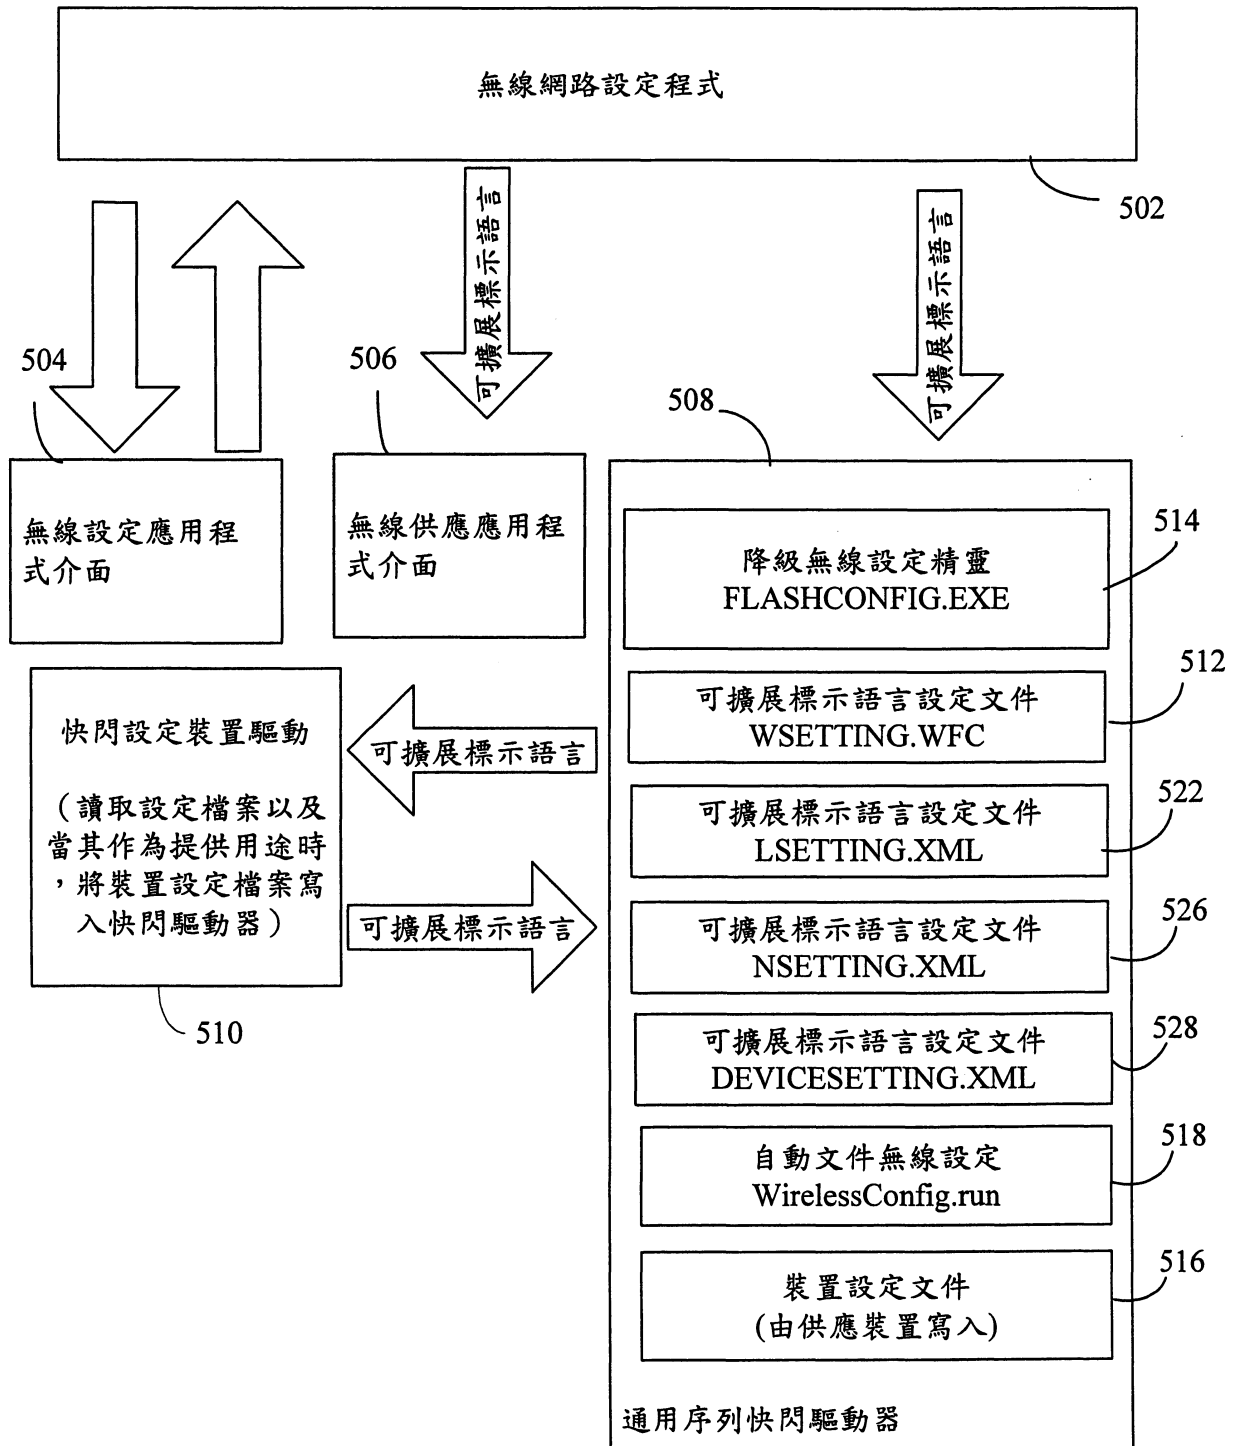 無線網路設定程式
502
可擴展標示語言
可擴展標示語言
504
506
508
無線設定應用程
式介面
無線供應應用程
式介面
降級無線設定精靈
FLASHCONFIG.EXE
514
可擴展標示語言設定文件
WSETTING.WFC
512
快閃設定裝置驅動
（讀取設定檔案以及
當其作為提供用途時
，將裝置設定檔案寫
入快閃驅動器）
510
可擴展標示語言
可擴展標示語言
可擴展標示語言設定文件
LSETTING.XML
522
可擴展標示語言設定文件
NSETTING.XML
526
可擴展標示語言設定文件
DEVICESETTING.XML
528
自動文件無線設定
WirelessConfig.run
518
裝置設定文件
(由供應裝置寫入)
516
通用序列快閃驅動器